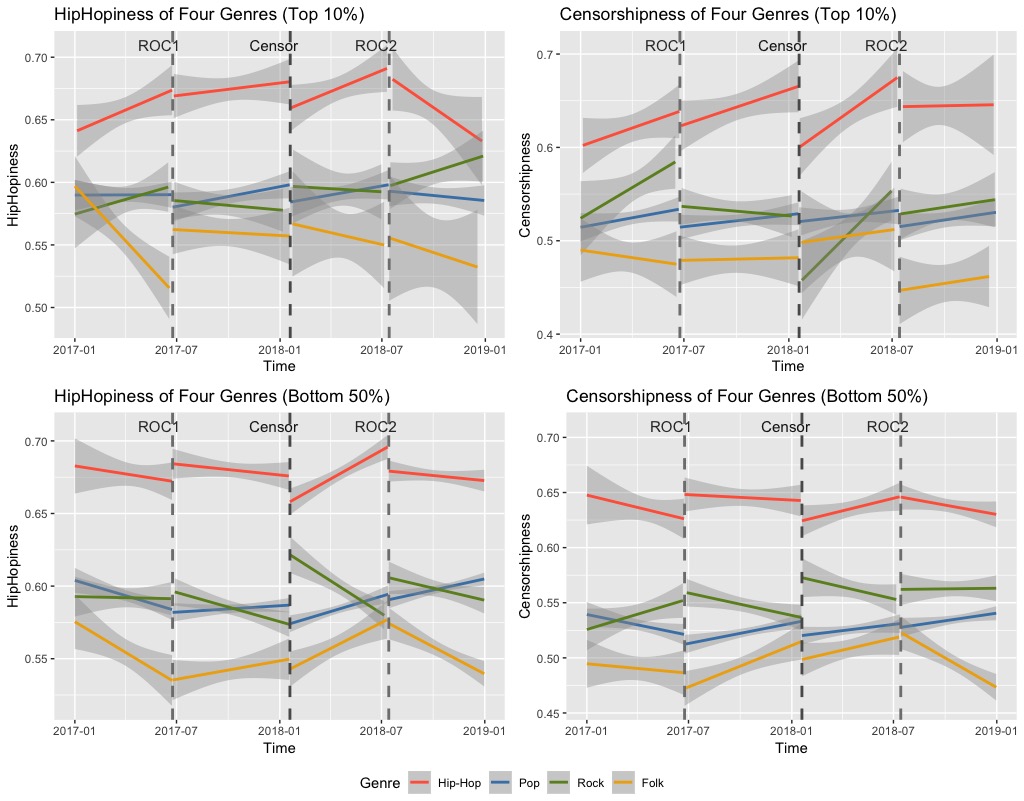 HipHopiness of Four Genres (Top 10%)
ROC1 Censor ROC2
0.70
0.65
0.60
0.55
0.50
HipHopiness
2017-01 2017-07 2018-01 2018-07 2019-01
Time
Censorshipness of Four Genres (Top 10%)
ROC1 Censor ROC2
0.7
0.6
0.5
0.4
Censorshipness
2017-01 2017-07 2018-01 2018-07 2019-01
Time
HipHopiness of Four Genres (Bottom 50%)
ROC1 Censor ROC2
0.70
0.65
0.60
0.55
HipHopiness
2017-01 2017-07 2018-01 2018-07 2019-01
Time
Censorshipness of Four Genres (Bottom 50%)
ROC1 Censor ROC2
0.70
0.65
0.60
0.55
0.50
0.45
Censorshipness
2017-01 2017-07 2018-01 2018-07 2019-01
Time
Genre Hip-Hop Pop Rock Folk